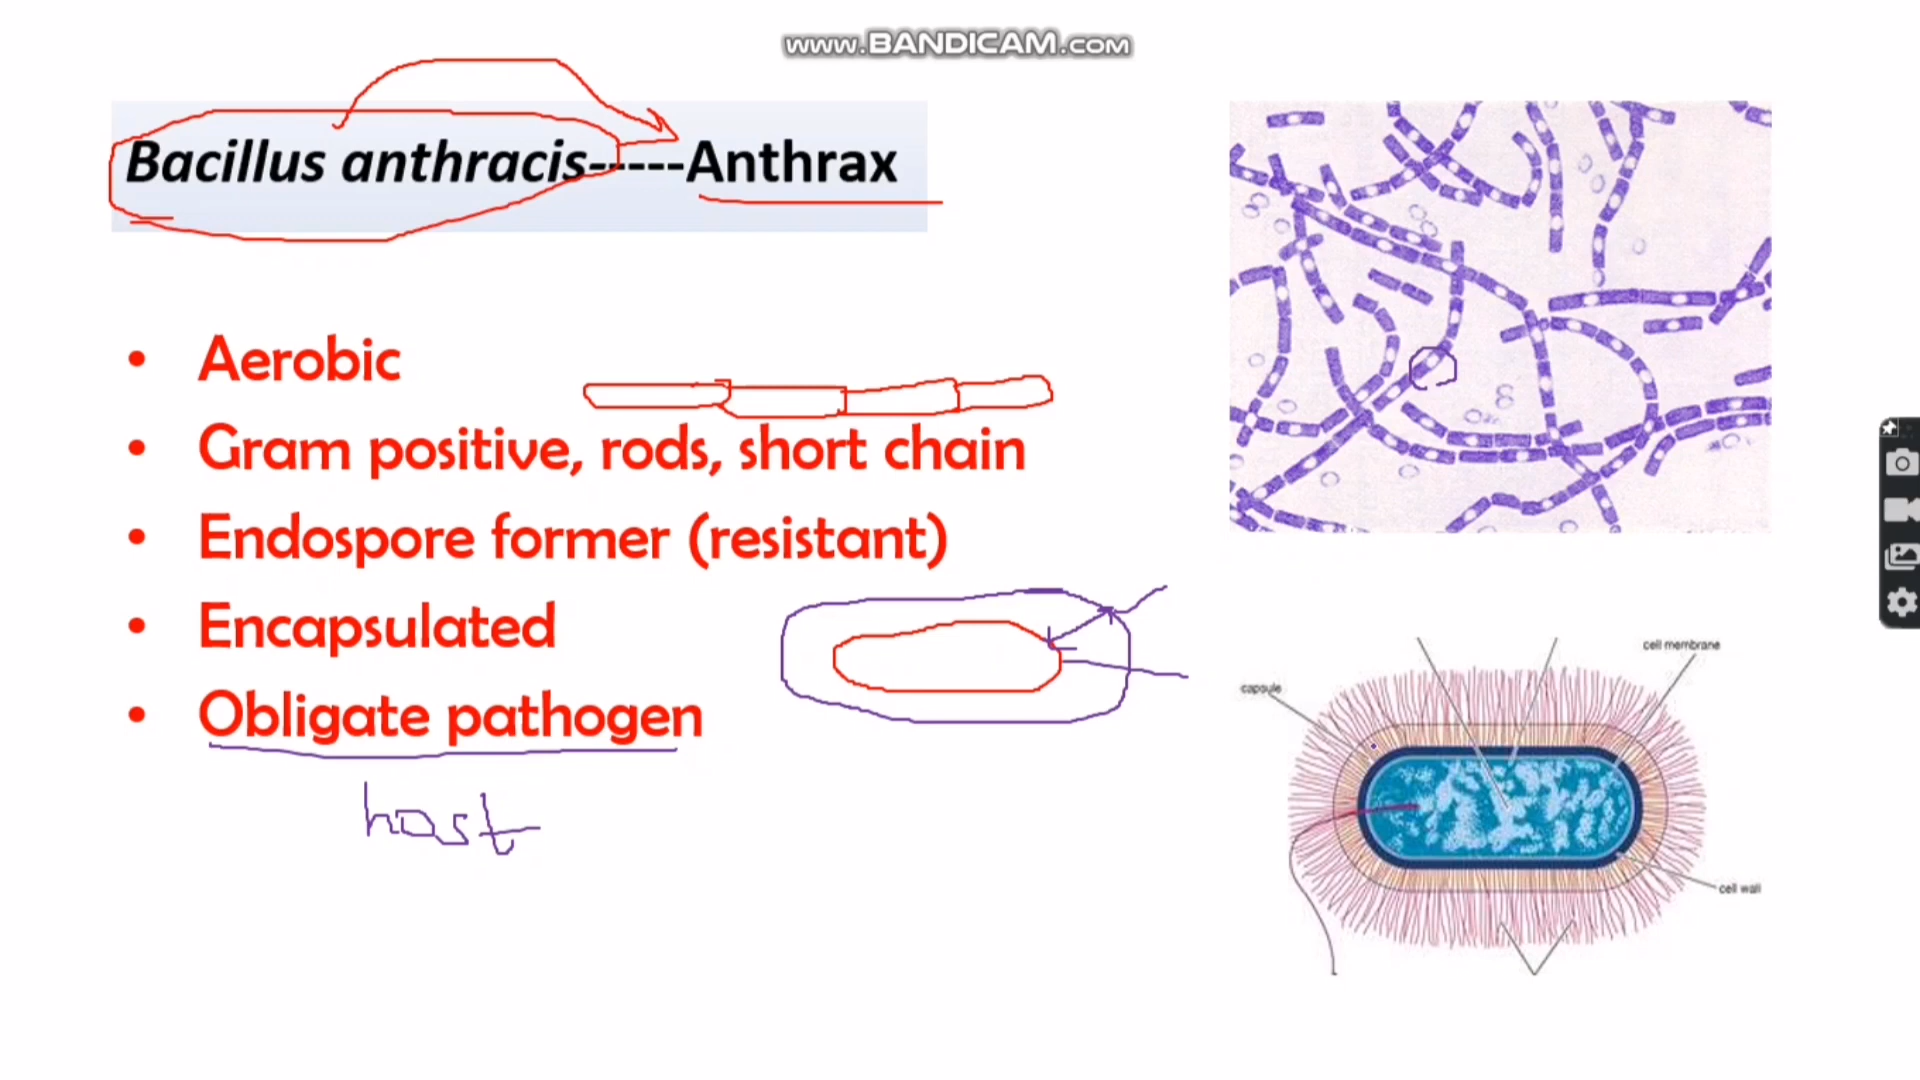 www.BANDICAM.com
Bacillus anthracis-----Anthrax
• Aerobic
• Gram positive, rods, short chain
• Endospore former (resistant)
• Encapsulated
• Obligate pathogen
host
cell membrane
capsule
cell wall